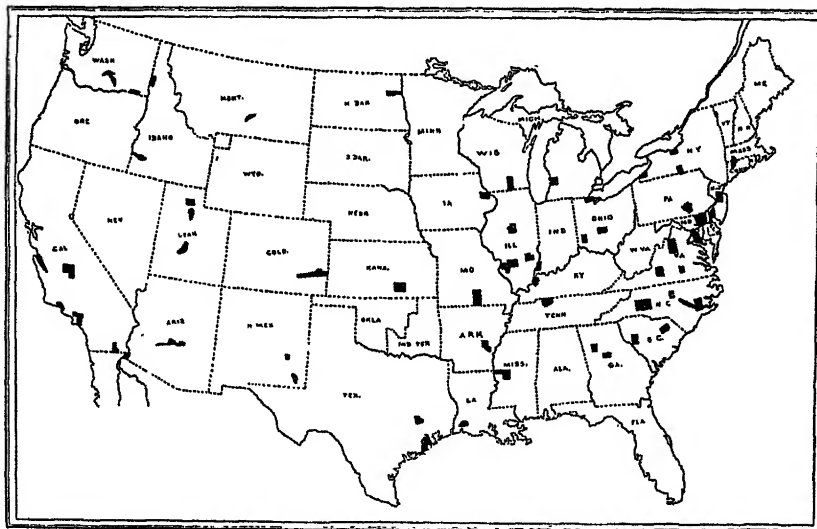 WASH
MONT.
N DAK
MINN
ME
ORE
IDAHO
S DAK.
WIS
MICH
N Y
VT
N H
MASS
WYO.
IA
PA
NEV
NEBR
ILL
IND
OHIO
W VA
VA
CAL
UTAH
COLO.
KANS.
MO
KY
ARIZ
N MEX
OKLA
IND TER
ARK
TENN
N C
S C
MISS.
ALA.
GA.
TEX.
LA
FLA